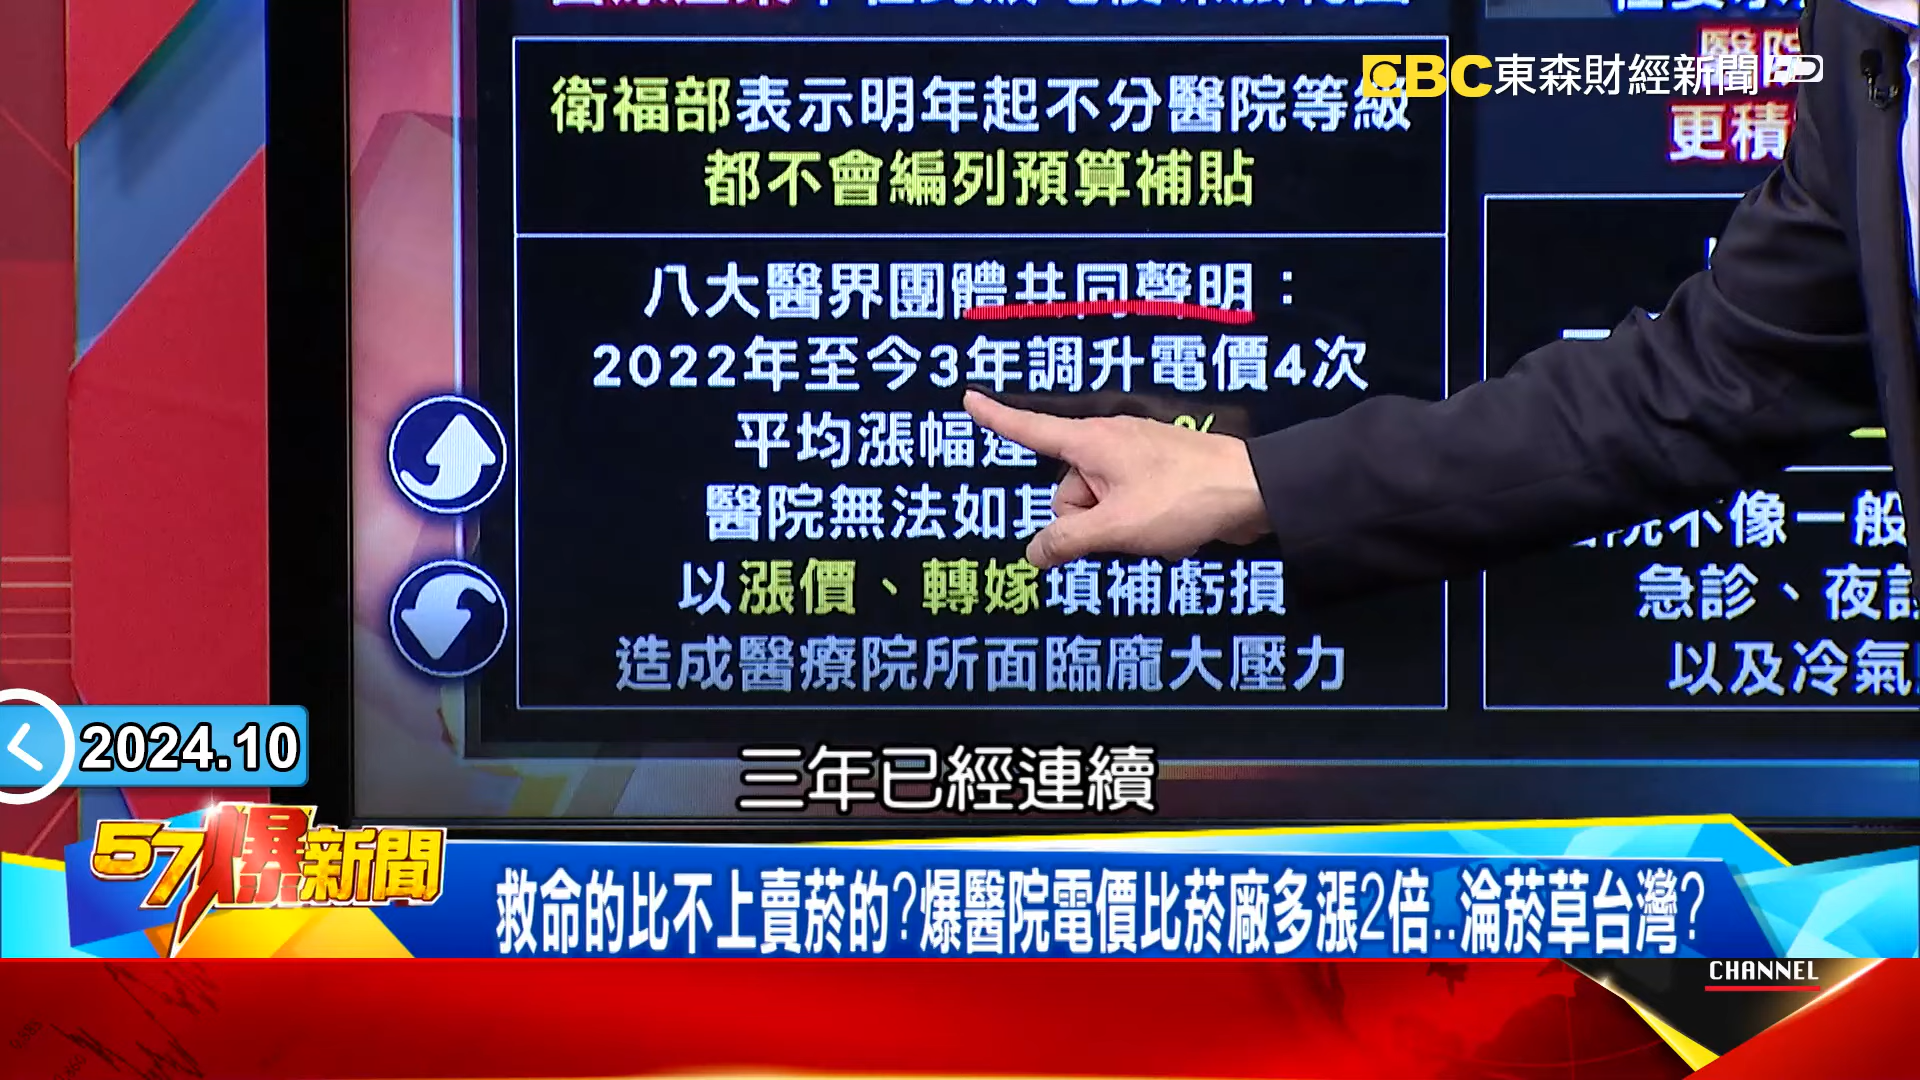 EBC東森財經新聞
衛福部表示明年起不分醫院等級
都不會編列預算補貼
八大醫界團體共同聲明：
2022年至今3年調升電價4次
平均漲幅達 %
醫院無法如其
以漲價、轉嫁填補虧損
造成醫療院所面臨龐大壓力
醫院
更積
院不像一般
急診、夜診
以及冷氣
2024.10
三年已經連續
57爆新聞
救命的比不上賣菸的?爆醫院電價比菸廠多漲2倍..淪菸草台灣?
CHANNEL